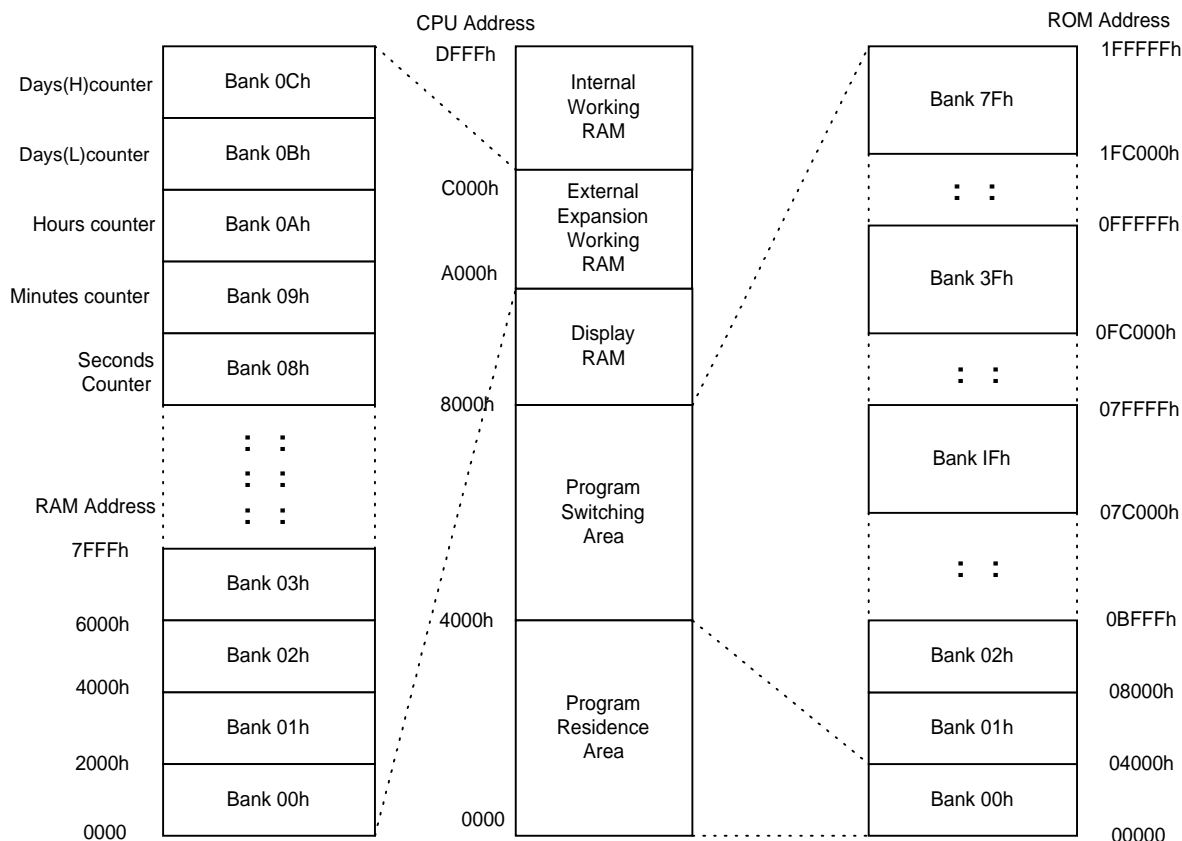 CPU Address
ROM Address
DFFFh
1FFFFFh
Days(H)counter
Bank 0Ch
Internal
Working
RAM
Bank 7Fh
Days(L)counter
Bank 0Bh
1FC000h
C000h
Hours counter
Bank 0Ah
External
Expansion
Working
RAM
: :
0FFFFFh
A000h
Minutes counter
Bank 09h
Bank 3Fh
Display
RAM
0FC000h
Seconds
Counter
Bank 08h
: :
8000h
07FFFFh
: :
: :
: :
Bank IFh
RAM Address
Program
Switching
Area
07C000h
7FFFh
Bank 03h
: :
6000h
4000h
0BFFFh
Bank 02h
Bank 02h
4000h
08000h
Bank 01h
Program
Residence
Area
Bank 01h
2000h
04000h
Bank 00h
Bank 00h
0000
0000
00000